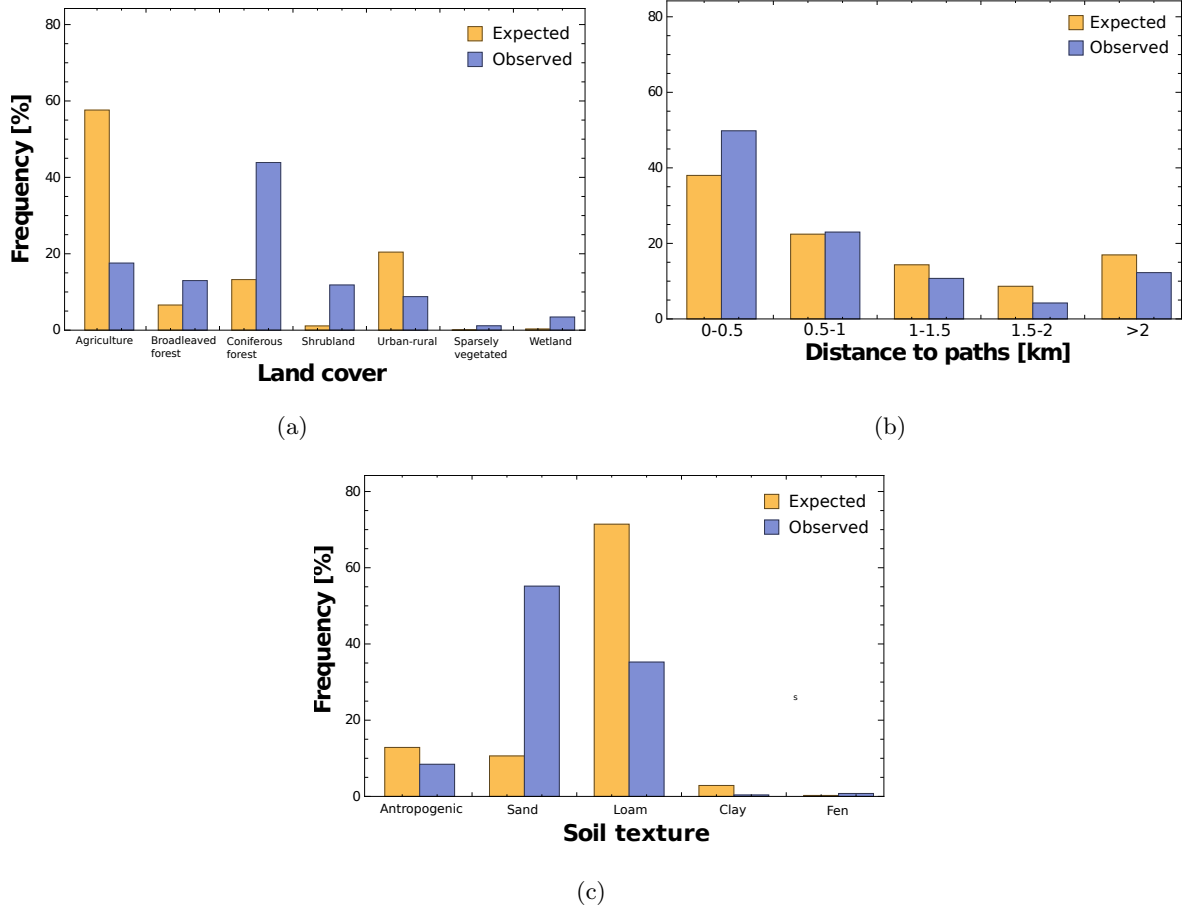 80
60
40
20
0
Frequency [%]
Expected
Observed
Agriculture
Broadleaved
forest
Coniferous
forest
Shrubland
Urban-rural
Sparsely
vegetated
Wetland
Land cover
(a)
80
60
40
20
0
Expected
Observed
0-0.5
0.5-1
1-1.5
1.5-2
>2
Distance to paths [km]
(b)
80
60
40
20
0
Frequency [%]
Expected
Observed
s
Antropogenic
Sand
Loam
Clay
Fen
Soil texture
(c)